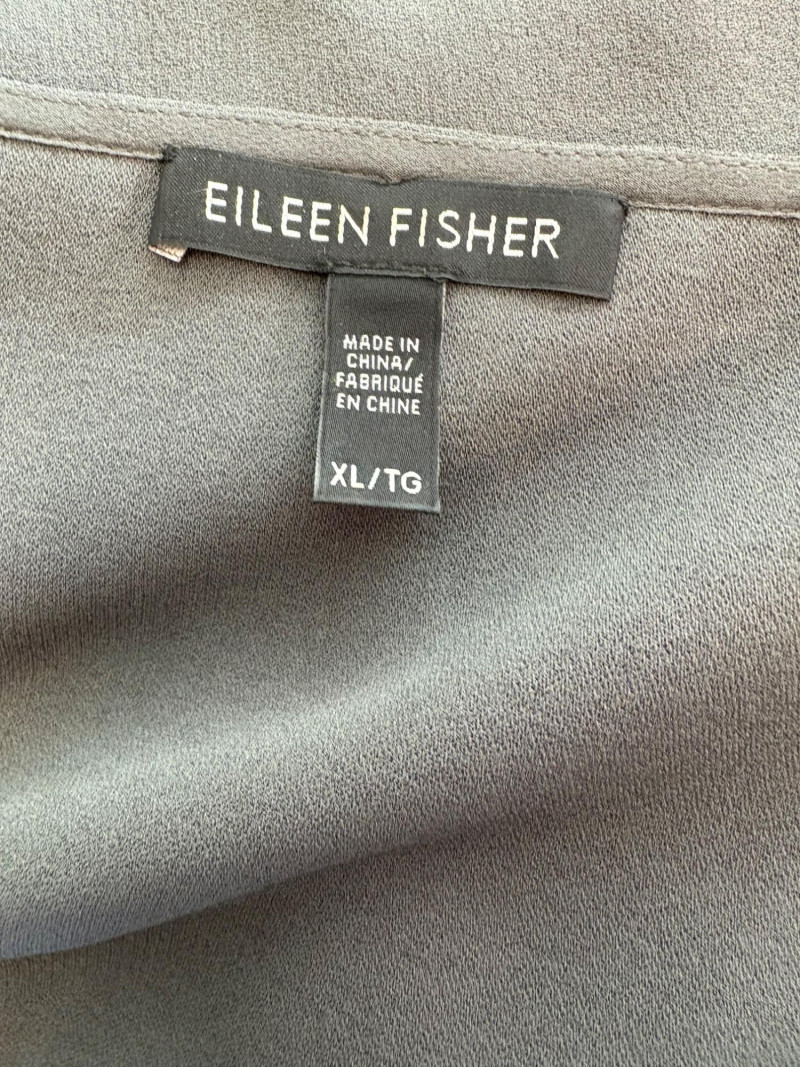 EILEEN FISHER
MADE IN
CHINA/
FABRIQUÉ
EN CHINE
XL/TG